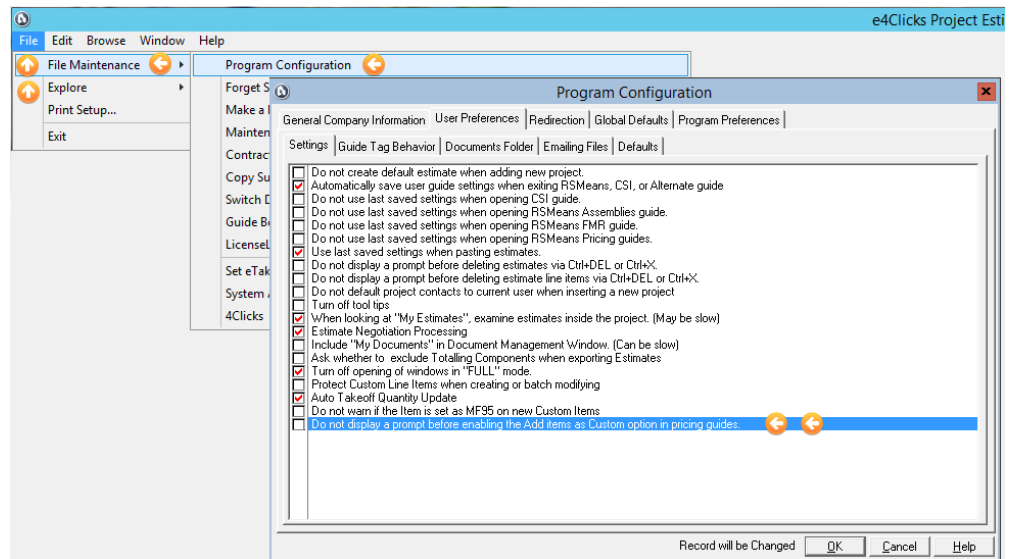 e4Clicks Project Esti
File Edit Browse Window Help
File Maintenance
Explore
Print Setup...
Exit
Program Configuration
Forget S
Make a
Mainten
Contrac
Copy Su
Switch D
Guide Be
LicenseL
Set eTak
System
4Clicks
Program Configuration
General Company Information User Preferences Redirection Global Defaults Program Preferences
Settings Guide Tag Behavior Documents Folder Emailing Files Defaults
Do not create default estimate when adding new project.
Automatically save user guide settings when exiting RSMeans, CSI, or Alternate guide
Do not use last saved settings when opening CSI guide.
Do not use last saved settings when opening RSMeans Assemblies guide.
Do not use last saved settings when opening RSMeans FMR guide.
Do not use last saved settings when opening RSMeans Pricing guides.
Use last saved settings when pasting estimates.
Do not display a prompt before deleting estimates via Ctrl+DEL or Ctrl+X.
Do not display a prompt before deleting estimate line items via Ctrl+DEL or Ctrl+X.
Do not default project contacts to current user when inserting a new project
Turn off tool tips
When looking at "My Estimates", examine estimates inside the project. (May be slow)
Estimate Negotiation Processing
Include "My Documents" in Document Management Window. (Can be slow)
Ask whether to exclude Totalling Components when exporting Estimates
Turn off opening of windows in "FULL" mode.
Protect Custom Line Items when creating or batch modifying
Auto Takeoff Quantity Update
Do not warn if the Item is set as MF95 on new Custom Items
Do not display a prompt before enabling the Add items as Custom option in pricing guides.
Record will be Changed OK Cancel Help